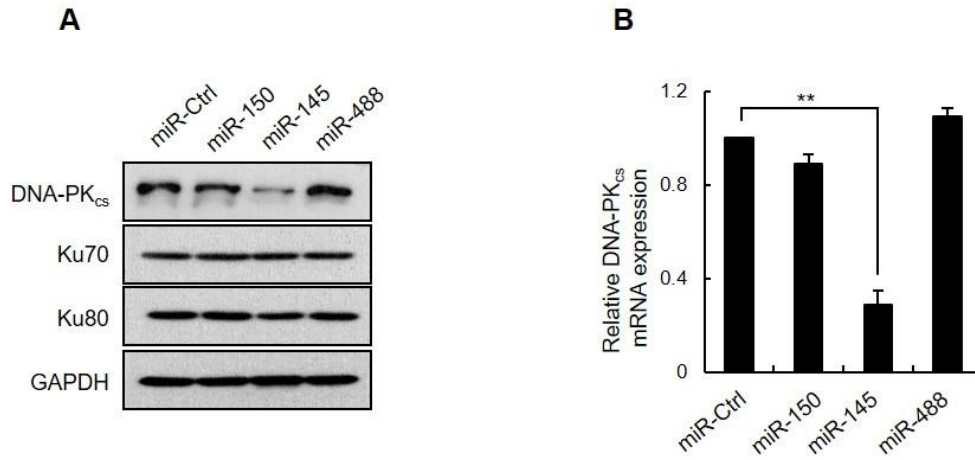 A
miR-Ctrl
miR-150
miR-145
miR-488
DNA-PKcs
Ku70
Ku80
GAPDH
B
Relative DNA-PKcs
mRNA expression
1.2
0.8
0.4
0
**
miR-Ctrl
miR-150
miR-145
miR-488